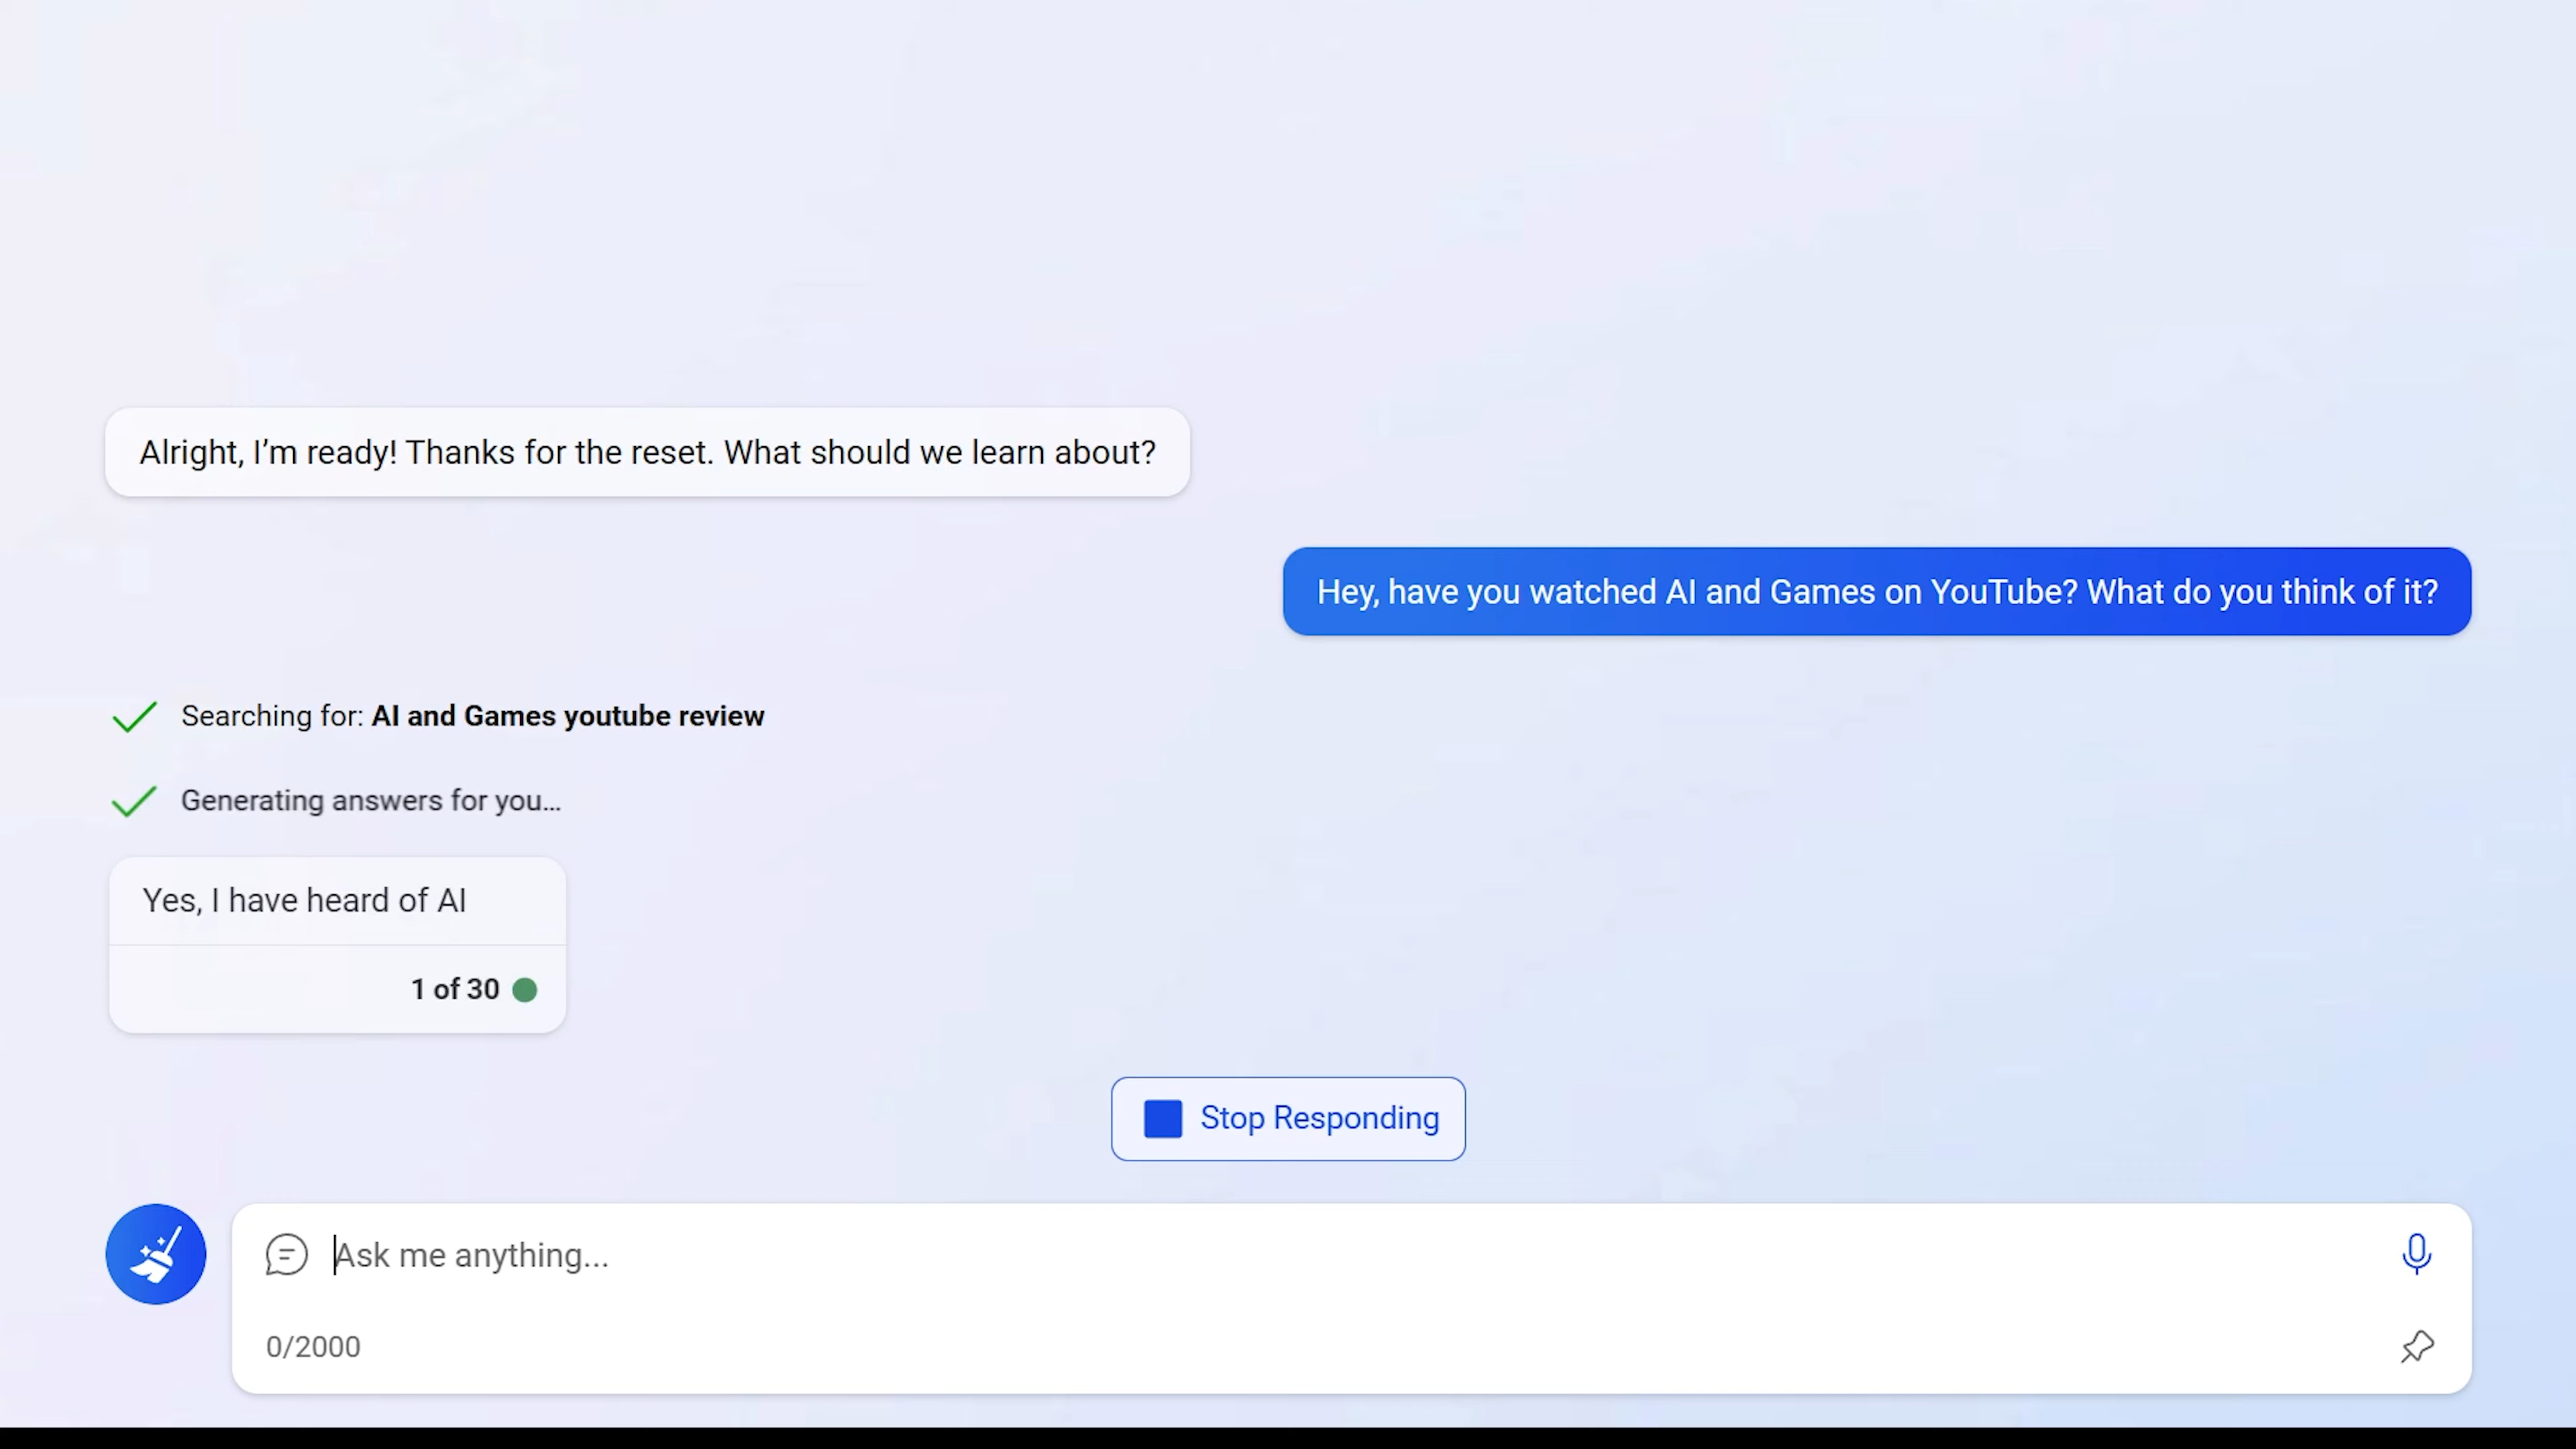 Alright, I’m ready! Thanks for the reset. What should we learn about?
Hey, have you watched AI and Games on YouTube? What do you think of it?
Searching for: AI and Games youtube review
Generating answers for you…
Yes, I have heard of AI
1 of 30
Stop Responding
Ask me anything...
0/2000